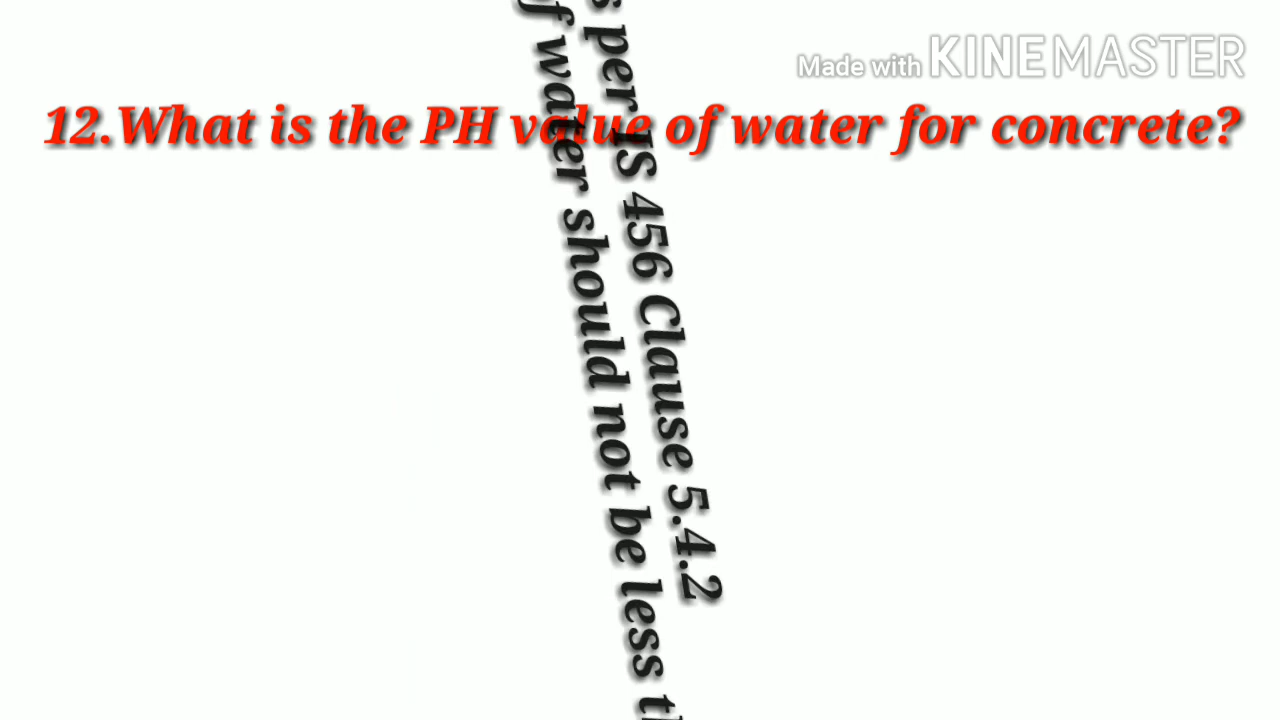 Made with KINEMASTER
12.What is the PH value of water for concrete?
per IS 456 Clause 5.4.2
water should not be less